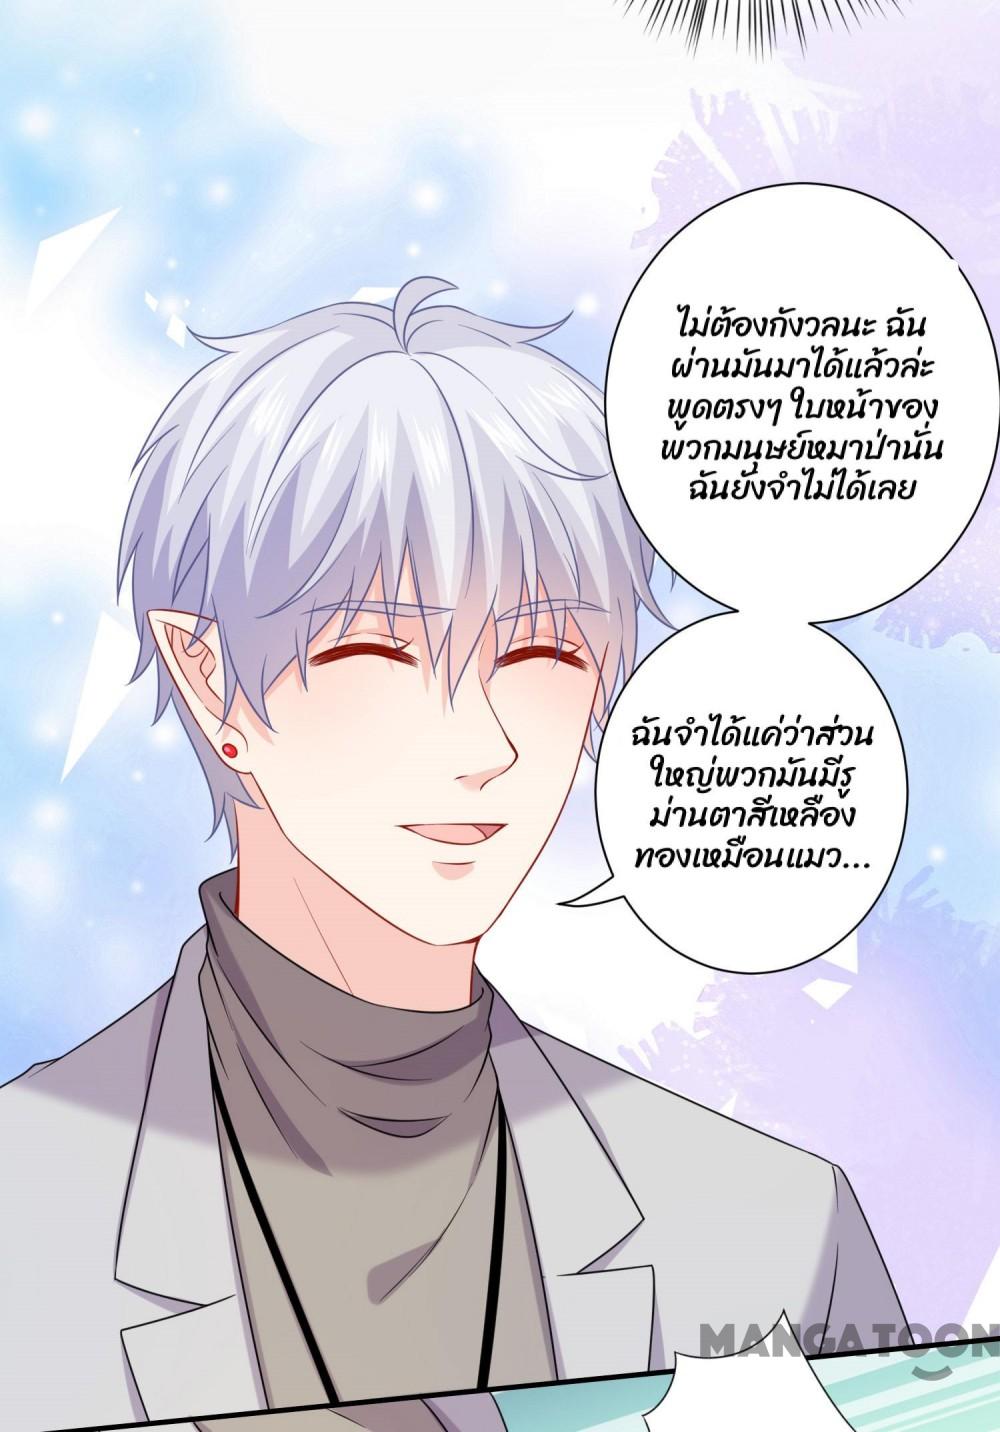 ไม่ต้องกังวลนะ ฉัน
ผ่านมันมาได้แล้วล่ะ
พูดตรงๆ ใบหน้าของ
พวกมนุษย์หมาป่านั่น
ฉันยังจำไม่ได้เลย
ฉันจำได้แค่ว่าส่วน
ใหญ่พวกมันมีรู
ม่านตาสีเหลือง
ทองเหมือนแมว...
MANGATOON